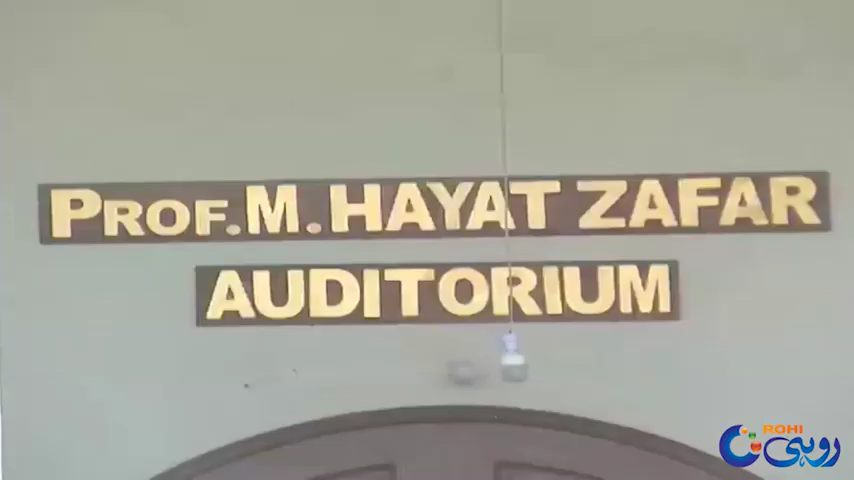 PROF. M. HAYAT ZAFAR
AUDITORIUM
ROHI
روہی